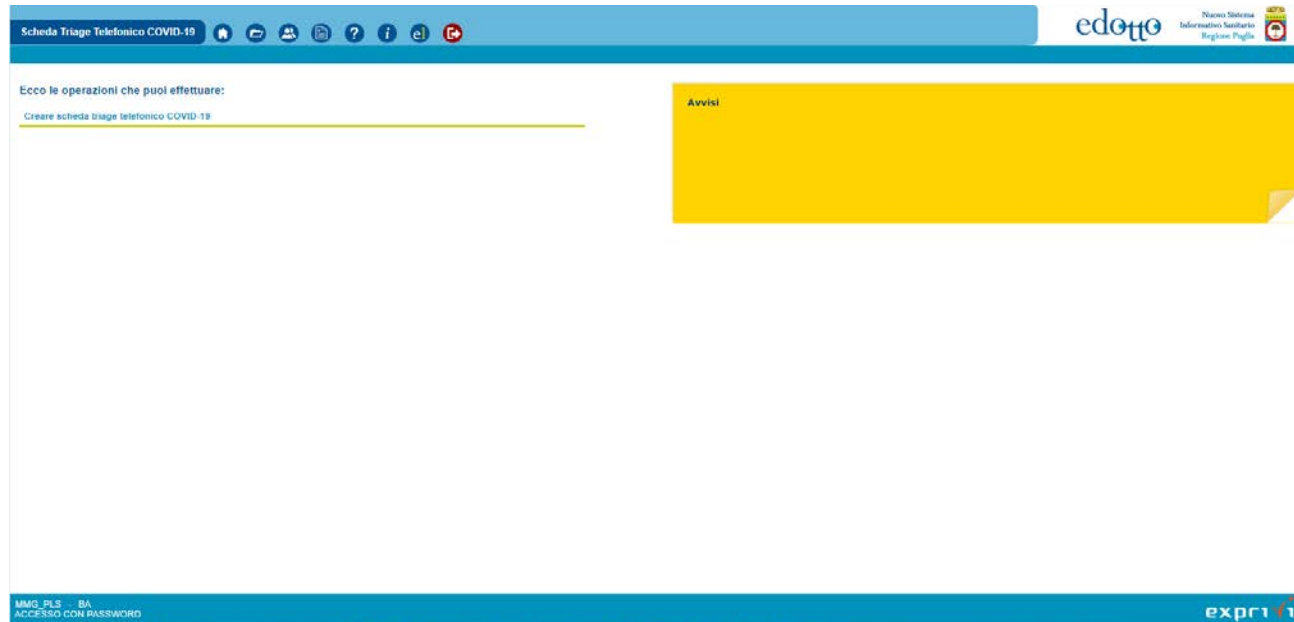 Scheda Triage Telefonico COVID-19
edotto
Nuovo Sistema
Informativo Sanitario
Regione Puglia
Ecco le operazioni che puoi effettuare:
Creare scheda triage telefonico COVID-19
Avvisi
MMG_PLS - BA
ACCESSO CON PASSWORD